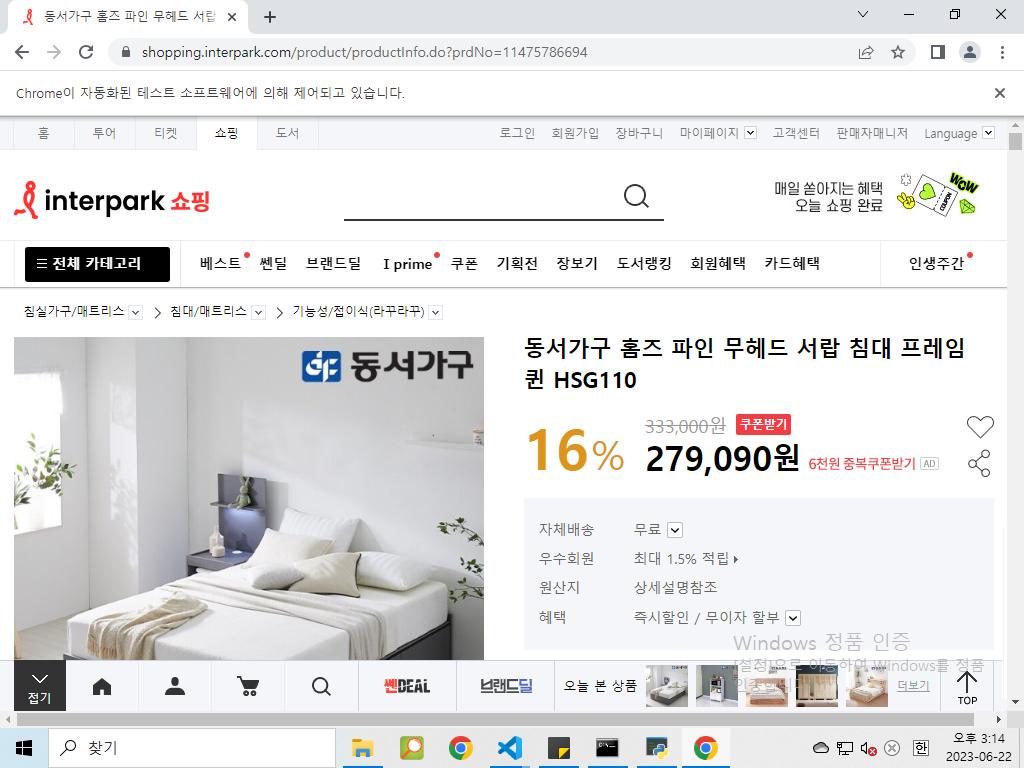 동서가구 홈즈 파인 무헤드 서랍
shopping.interpark.com/product/productInfo.do?prdNo=11475786694
Chrome이 자동화된 테스트 소프트웨어에 의해 제어되고 있습니다.
홈 투어 티켓 쇼핑 도서 로그인 회원가입 장바구니 마이페이지 고객센터 판매자매니저 Language
interpark 쇼핑
매일 쏟아지는 혜택
오늘 쇼핑 완료
WOW
COUPON
전체 카테고리 베스트 쎈딜 브랜드딜 I prime 쿠폰 기획전 장보기 도서랭킹 회원혜택 카드혜택 인생주간
침실가구/매트리스 침대/매트리스 기능성/접이식(라꾸라꾸)
동서가구
동서가구 홈즈 파인 무헤드 서랍 침대 프레임
퀸 HSG110
16%
333,000원 쿠폰받기
279,090원 6천원 중복쿠폰받기 AD
자체배송 무료
우수회원 최대 1.5% 적립
원산지 상세설명참조
혜택 즉시할인 / 무이자 할부
Windows 정품 인증
[설정]으로 이동하여 Windows를 정품
인증합니다.
접기
쎈DEAL
브랜드딜
오늘 본 상품
더보기
TOP
찾기
한
오후 3:14
2023-06-22